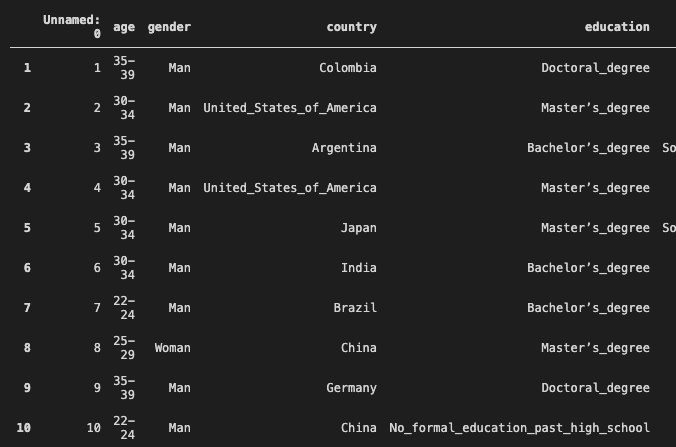 Unnamed: 0 age gender country education
1 1 35-39 Man Colombia Doctoral_degree
2 2 30-34 Man United_States_of_America Master’s_degree
3 3 35-39 Man Argentina Bachelor’s_degree So
4 4 30-34 Man United_States_of_America Master’s_degree
5 5 30-34 Man Japan Master’s_degree So
6 6 30-34 Man India Bachelor’s_degree
7 7 22-24 Man Brazil Bachelor’s_degree
8 8 25-29 Woman China Master’s_degree
9 9 35-39 Man Germany Doctoral_degree
10 10 22-24 Man China No_formal_education_past_high_school